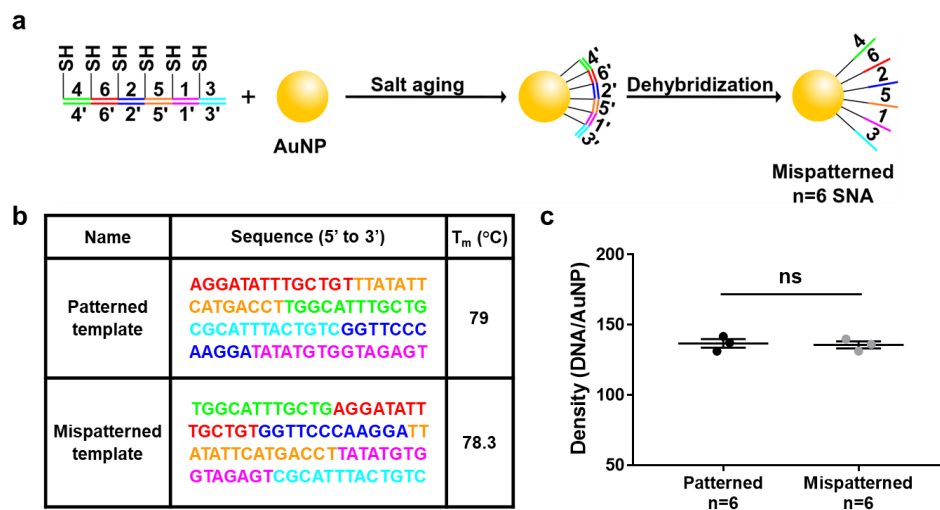 a
SH SH SH SH SH SH
4 6 2 5 1 3
4' 6' 2' 5' 1' 3'
+
AuNP
Salt aging
4' 6' 2' 5' 1' 3'
Dehybridization
4 6 2 5 1 3
Mispatterned
n=6 SNA
b
Name Sequence (5' to 3') Tm (°C)
Patterned
template
AGGATATTTGCTGTTTATATT
CATGACCTTGGCATTTGCTG
CGCATTTACTGTCGGTTCCC
AAGGATATATGTGGTAGAGT
79
Mispatterned
template
TGGCATTTGCTGAGGATATT
TGCTGTGGTTCCCAAGGATT
ATATTCATGACCTTATATGTG
GTAGAGTCGCATTTACTGTC
78.3
c
Density (DNA/AuNP)
200
150
100
50
ns
Patterned
n=6
Mispatterned
n=6